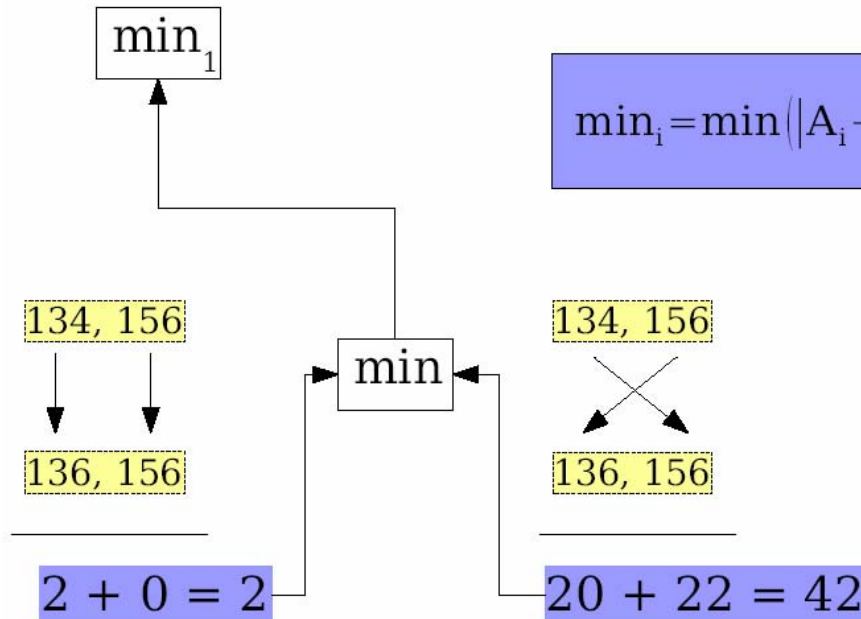 min₁
minᵢ=min(|Aᵢ-
134, 156
134, 156
min
136, 156
136, 156
2 + 0 = 2
20 + 22 = 42